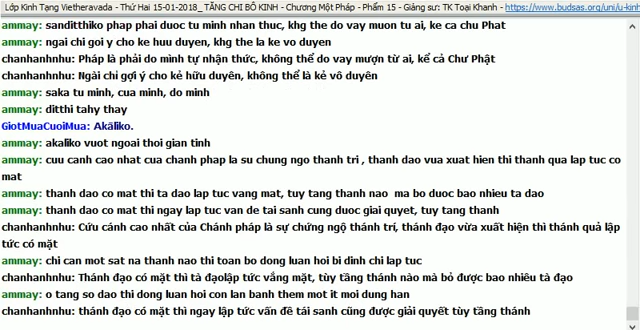 Lớp Kinh Tạng Vietheravada - Thứ Hai 15-01-2018_ TĂNG CHI BỘ KINH - Chương Một Pháp - Phẩm 15 - Giảng sư: TK Toại Khanh - https://www.budsas.org/uni/u-kinh
ammay: sanditthiko phap phai duoc tu minh nhan thuc, khg the do vay muon tu ai, ke ca chu Phat
ammay: ngai chi goi y cho ke huu duyen, khg the la ke vo duyen
chanhanhnhu: Pháp là phải do mình tự nhận thức, không thể do vay mượn từ ai, kể cả Chư Phật
chanhanhnhu: Ngài chỉ gợi ý cho kẻ hữu duyên, không thể là kẻ vô duyên
ammay: saka tu minh, cua minh, do minh
ammay: ditthi tahy thay
GiotMuaCuoiMua: Akāliko.
ammay: akaliko vuot ngoai thoi gian tinh
ammay: cuu canh cao nhat cua chanh phap la su chung ngo thanh tri , thanh dao vua xuat hien thi thanh qua lap tuc co
mat
ammay: thanh dao co mat thi ta dao lap tuc vang mat, tuy tang thanh nao  ma bo duoc bao nhieu ta dao
ammay: thanh dao co mat thi ngay lap tuc van de tai sanh cung duoc giai quyet, tuy tang thanh
chanhanhnhu: Cứu cánh cao nhất của Chánh pháp là sự chứng ngộ thánh trí, thánh đạo vừa xuất hiện thì thánh quả lập
tức có mặt
ammay: chi can mot sat na thanh nao thi toan bo dong luan hoi bi dinh chi lap tuc
chanhanhnhu: Thánh đạo có mặt thì tà đạolập tức vắng mặt, tùy tầng thánh nào mà bỏ được bao nhiêu tà đạo
ammay: o tang so dao thi dong luan hoi con lan banh them mot it moi dung han
chanhanhnhu: thánh đạo có mặt thì ngay lập tức vấn đề tái sanh cũng được giải quyết tùy tầng thánh